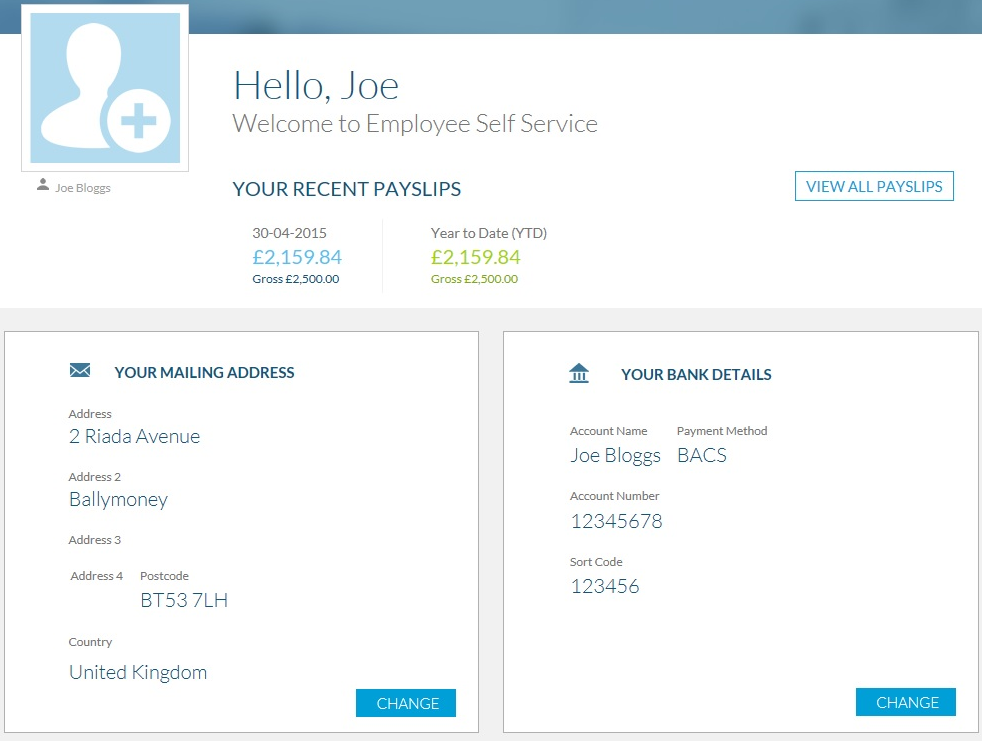 Hello, Joe
Welcome to Employee Self Service
Joe Bloggs
YOUR RECENT PAYSLIPS
VIEW ALL PAYSLIPS
30-04-2015
£2,159.84
Gross £2,500.00
Year to Date (YTD)
£2,159.84
Gross £2,500.00
YOUR MAILING ADDRESS
Address
2 Riada Avenue
Address 2
Ballymoney
Address 3
Address 4 Postcode
BT53 7LH
Country
United Kingdom
CHANGE
YOUR BANK DETAILS
Account Name Payment Method
Joe Bloggs BACS
Account Number
12345678
Sort Code
123456
CHANGE